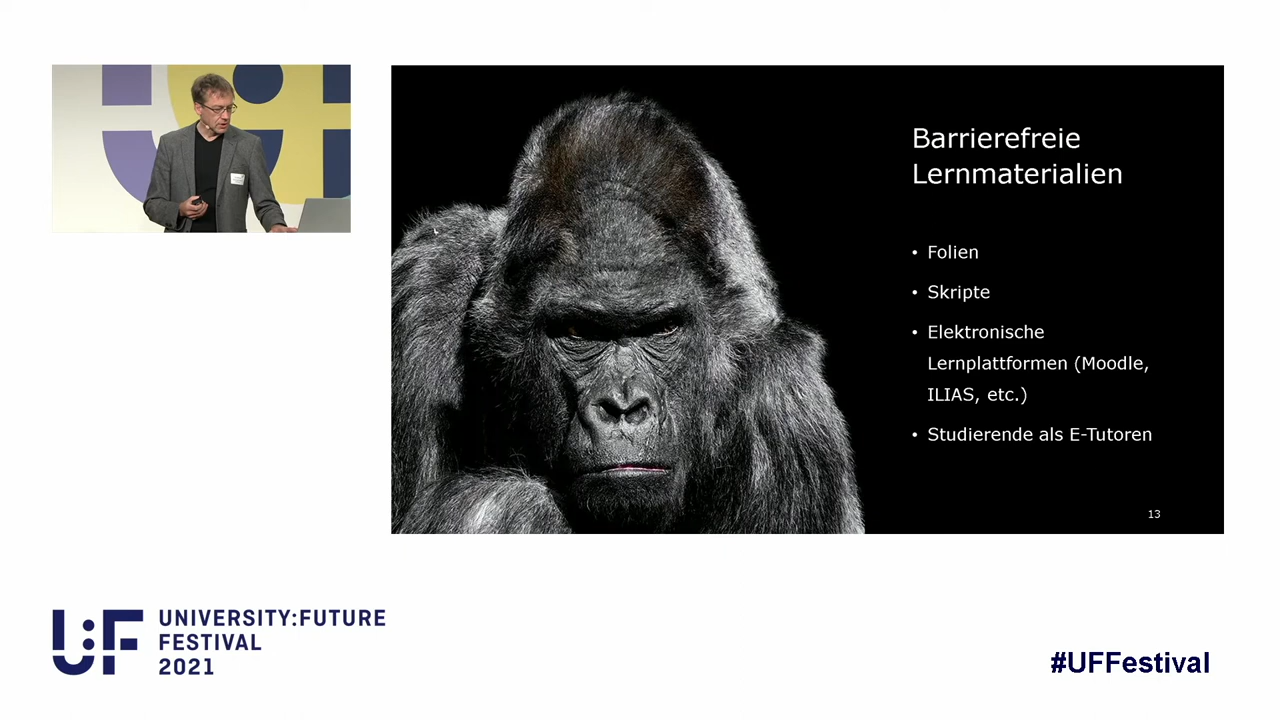 Barrierefreie
Lernmaterialien
• Folien
• Skripte
• Elektronische
Lernplattformen (Moodle,
ILIAS, etc.)
• Studierende als E-Tutoren
13
U:F
UNIVERSITY:FUTURE
FESTIVAL
2021
#UFFestival